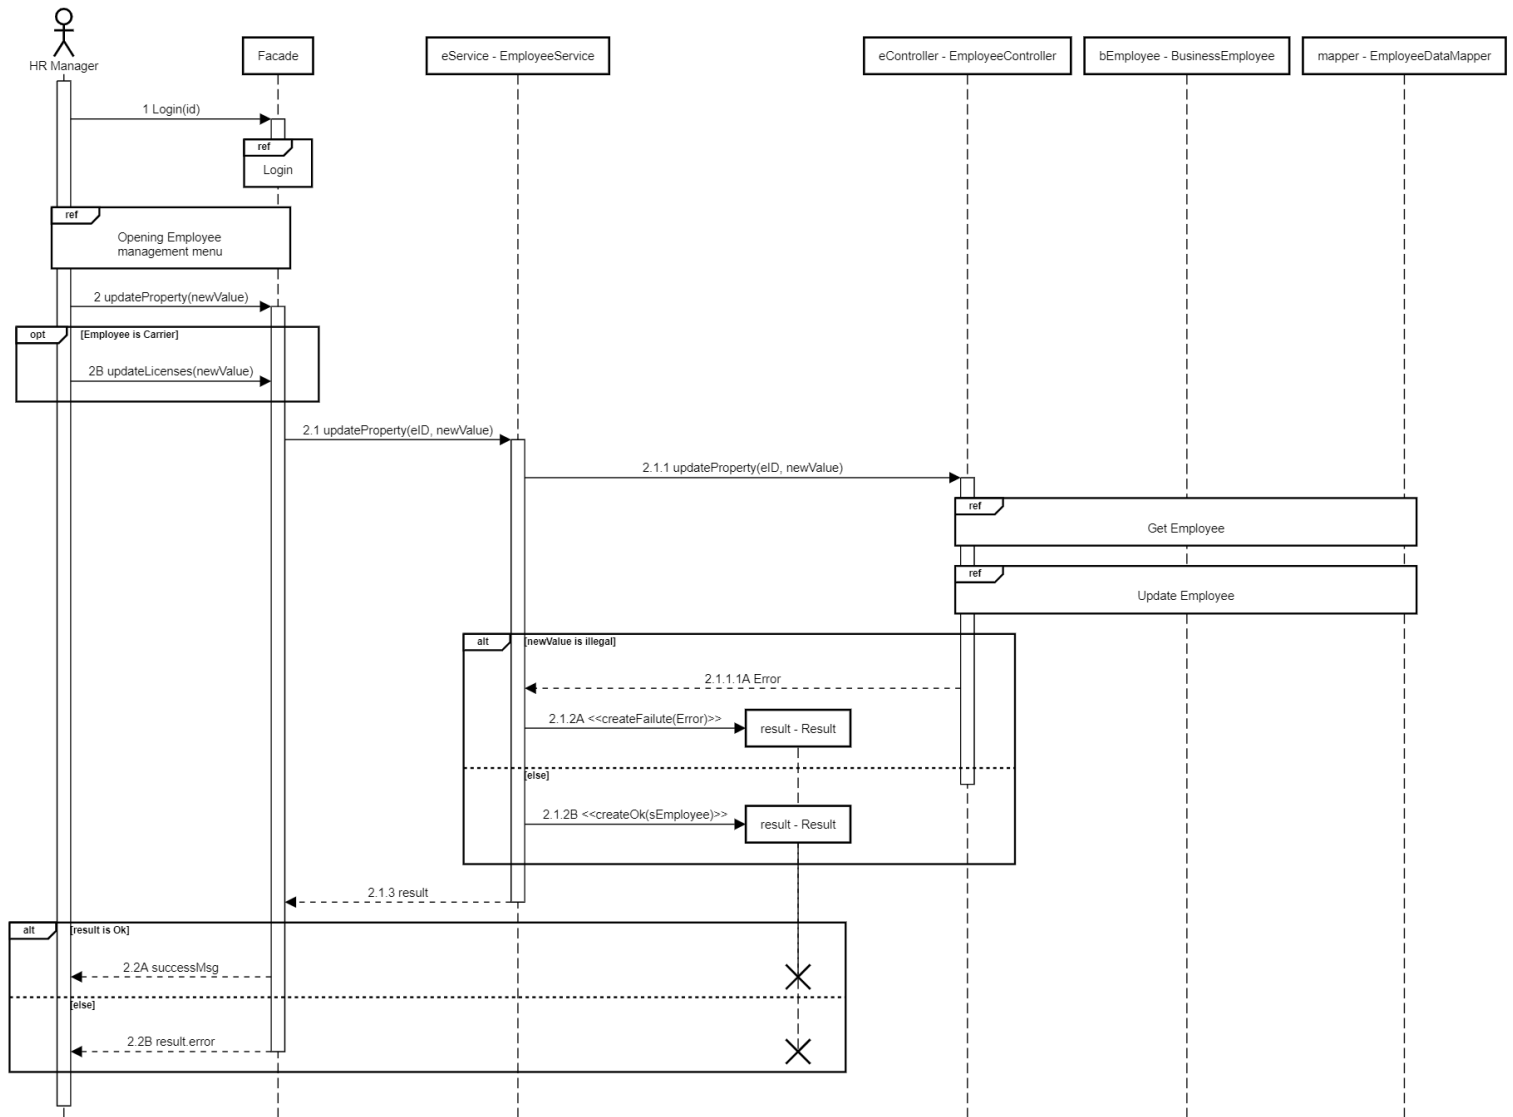 HR Manager
Facade
eService - EmployeeService
eController - EmployeeController
bEmployee - BusinessEmployee
mapper - EmployeeDataMapper
1 Login(id)
ref
Login
ref
Opening Employee
management menu
2 updateProperty(newValue)
opt
[Employee is Carrier]
2B updateLicenses(newValue)
2.1 updateProperty(eID, newValue)
2.1.1 updateProperty(eID, newValue)
ref
Get Employee
ref
Update Employee
alt
[newValue is illegal]
2.1.1.1A Error
2.1.2A <<createFailute(Error)>>
result - Result
[else]
2.1.2B <<createOk(sEmployee)>>
result - Result
2.1.3 result
alt
[result is Ok]
2.2A successMsg
[else]
2.2B result.error